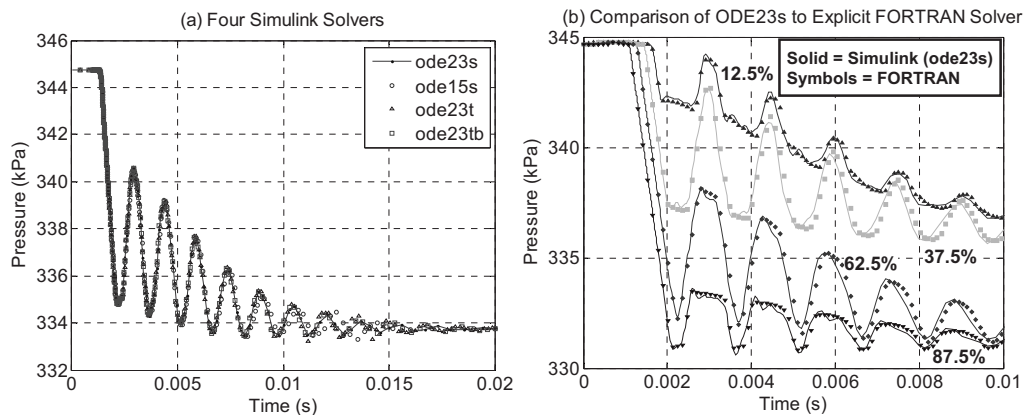 (a) Four Simulink Solvers
346
344
342
340
338
336
334
332
Pressure (kPa)
ode23s
ode15s
ode23t
ode23tb
0
0.005
0.01
0.015
0.02
Time (s)
(b) Comparison of ODE23s to Explicit FORTRAN Solver
345
340
335
330
Pressure (kPa)
Solid = Simulink (ode23s)
Symbols = FORTRAN
12.5%
37.5%
62.5%
87.5%
0
0.002
0.004
0.006
0.008
0.01
Time (s)